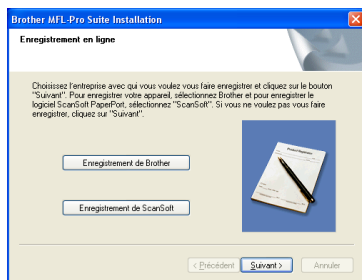 Brother MFL-Pro Suite Installation
Enregistrement en ligne
Choisissez l'entreprise avec qui vous voulez vous faire enregistrer et cliquez sur le bouton
"Suivant". Pour enregistrer votre appareil, sélectionnez Brother et pour enregistrer le
logiciel ScanSoft PaperPort, sélectionnez "ScanSoft". Si vous ne voulez pas vous faire
enregistrer, cliquez sur "Suivant".
Enregistrement de Brother
Enregistrement de ScanSoft
< Précédent
Suivant >
Annuler